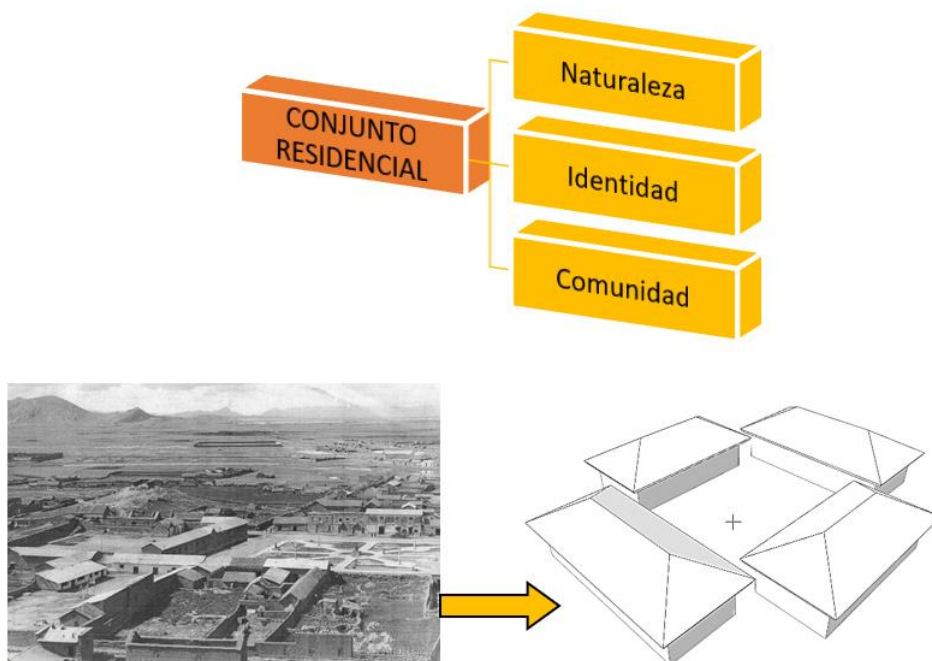 CONJUNTO
RESIDENCIAL
Naturaleza
Identidad
Comunidad